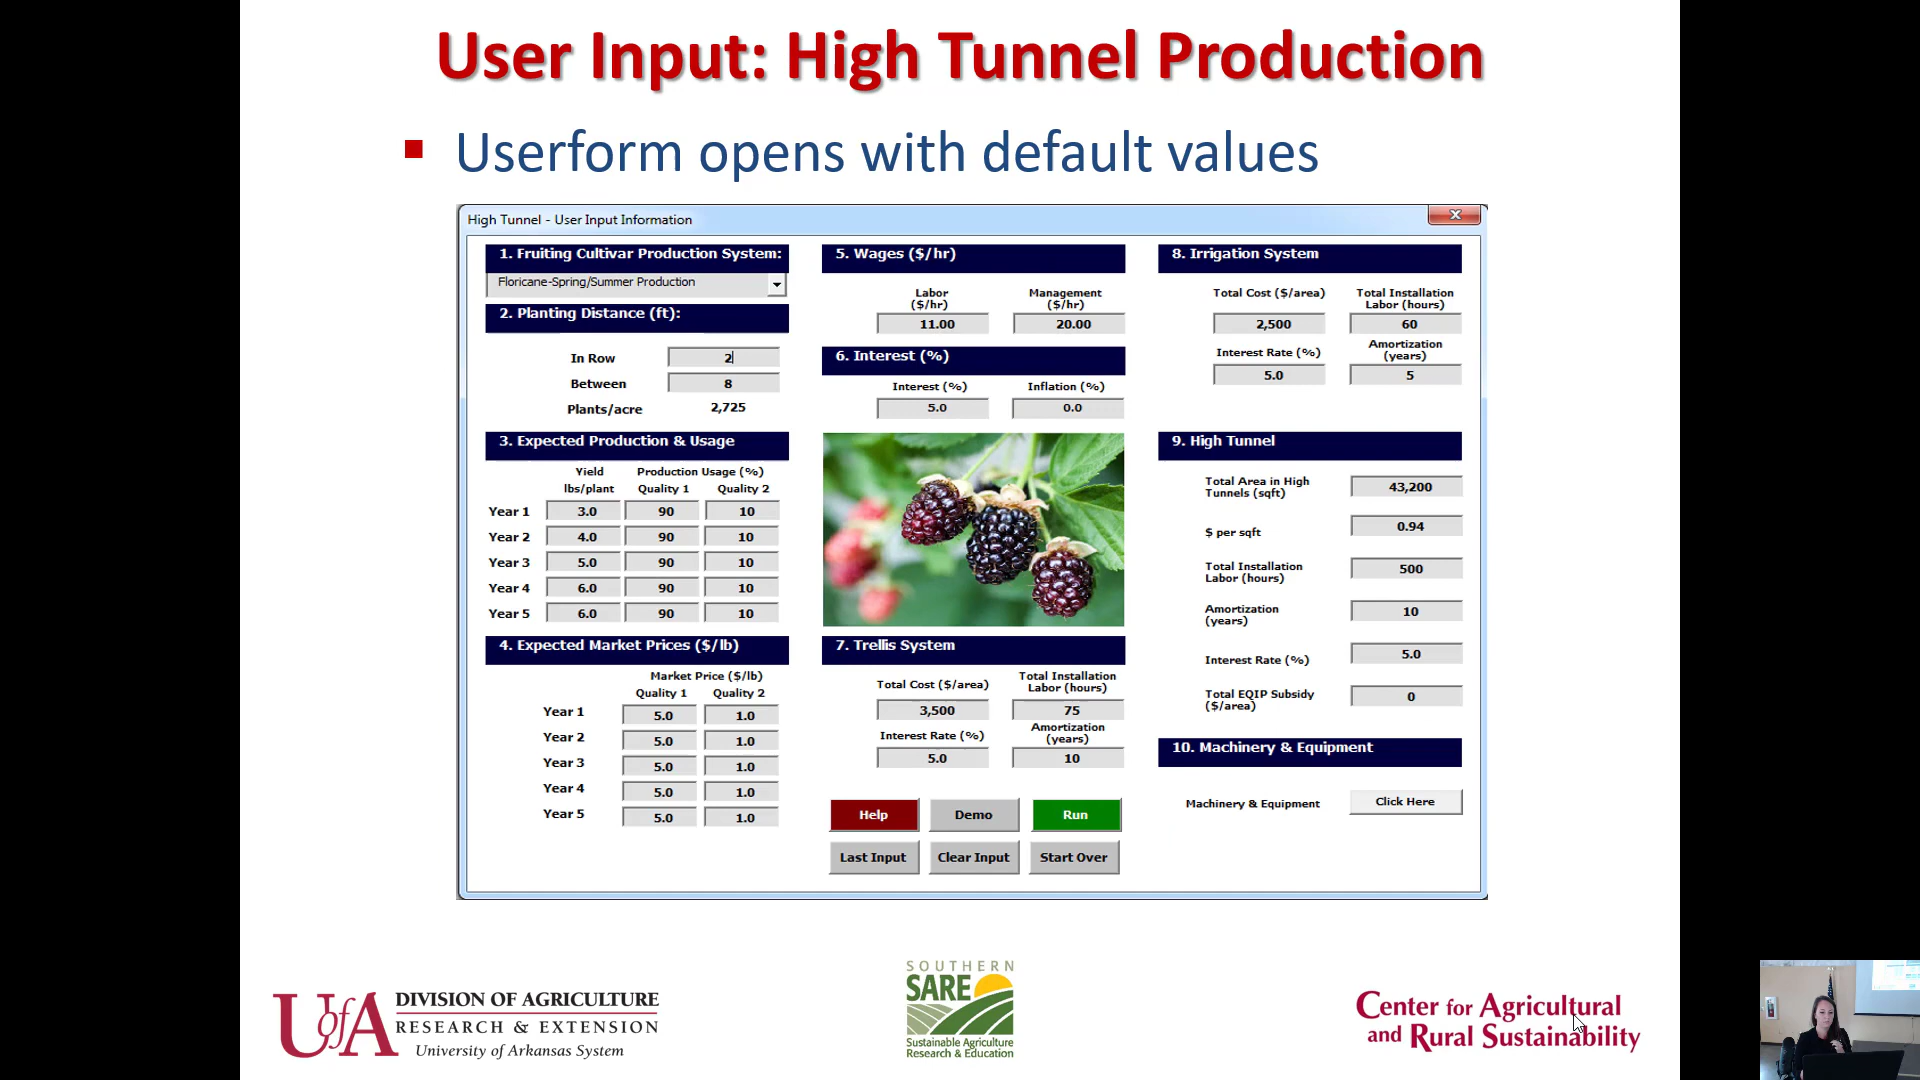 User Input: High Tunnel Production
Userform opens with default values
High Tunnel - User Input Information
1. Fruiting Cultivar Production System:
Floricane-Spring/Summer Production
2. Planting Distance (ft):
In Row 2
Between 8
Plants/acre 2,725
3. Expected Production & Usage
Yield Production Usage (%)
lbs/plant Quality 1 Quality 2
Year 1 3.0 90 10
Year 2 4.0 90 10
Year 3 5.0 90 10
Year 4 6.0 90 10
Year 5 6.0 90 10
4. Expected Market Prices ($/lb)
Market Price ($/lb)
Quality 1 Quality 2
Year 1 5.0 1.0
Year 2 5.0 1.0
Year 3 5.0 1.0
Year 4 5.0 1.0
Year 5 5.0 1.0
5. Wages ($/hr)
Labor Management
($/hr) ($/hr)
11.00 20.00
6. Interest (%)
Interest (%) Inflation (%)
5.0 0.0
7. Trellis System
Total Cost ($/area) Total Installation
Labor (hours)
3,500 75
Interest Rate (%) Amortization
(years)
5.0 10
Help Demo Run
Last Input Clear Input Start Over
8. Irrigation System
Total Cost ($/area) Total Installation
Labor (hours)
2,500 60
Interest Rate (%) Amortization
(years)
5.0 5
9. High Tunnel
Total Area in High
Tunnels (sqft) 43,200
$ per sqft 0.94
Total Installation
Labor (hours) 500
Amortization
(years) 10
Interest Rate (%) 5.0
Total EQIP Subsidy
($/area) 0
10. Machinery & Equipment
Machinery & Equipment Click Here
UofA DIVISION OF AGRICULTURE
RESEARCH & EXTENSION
University of Arkansas System
SOUTHERN
SARE
Sustainable Agriculture
Research & Education
Center for Agricultural
and Rural Sustainability